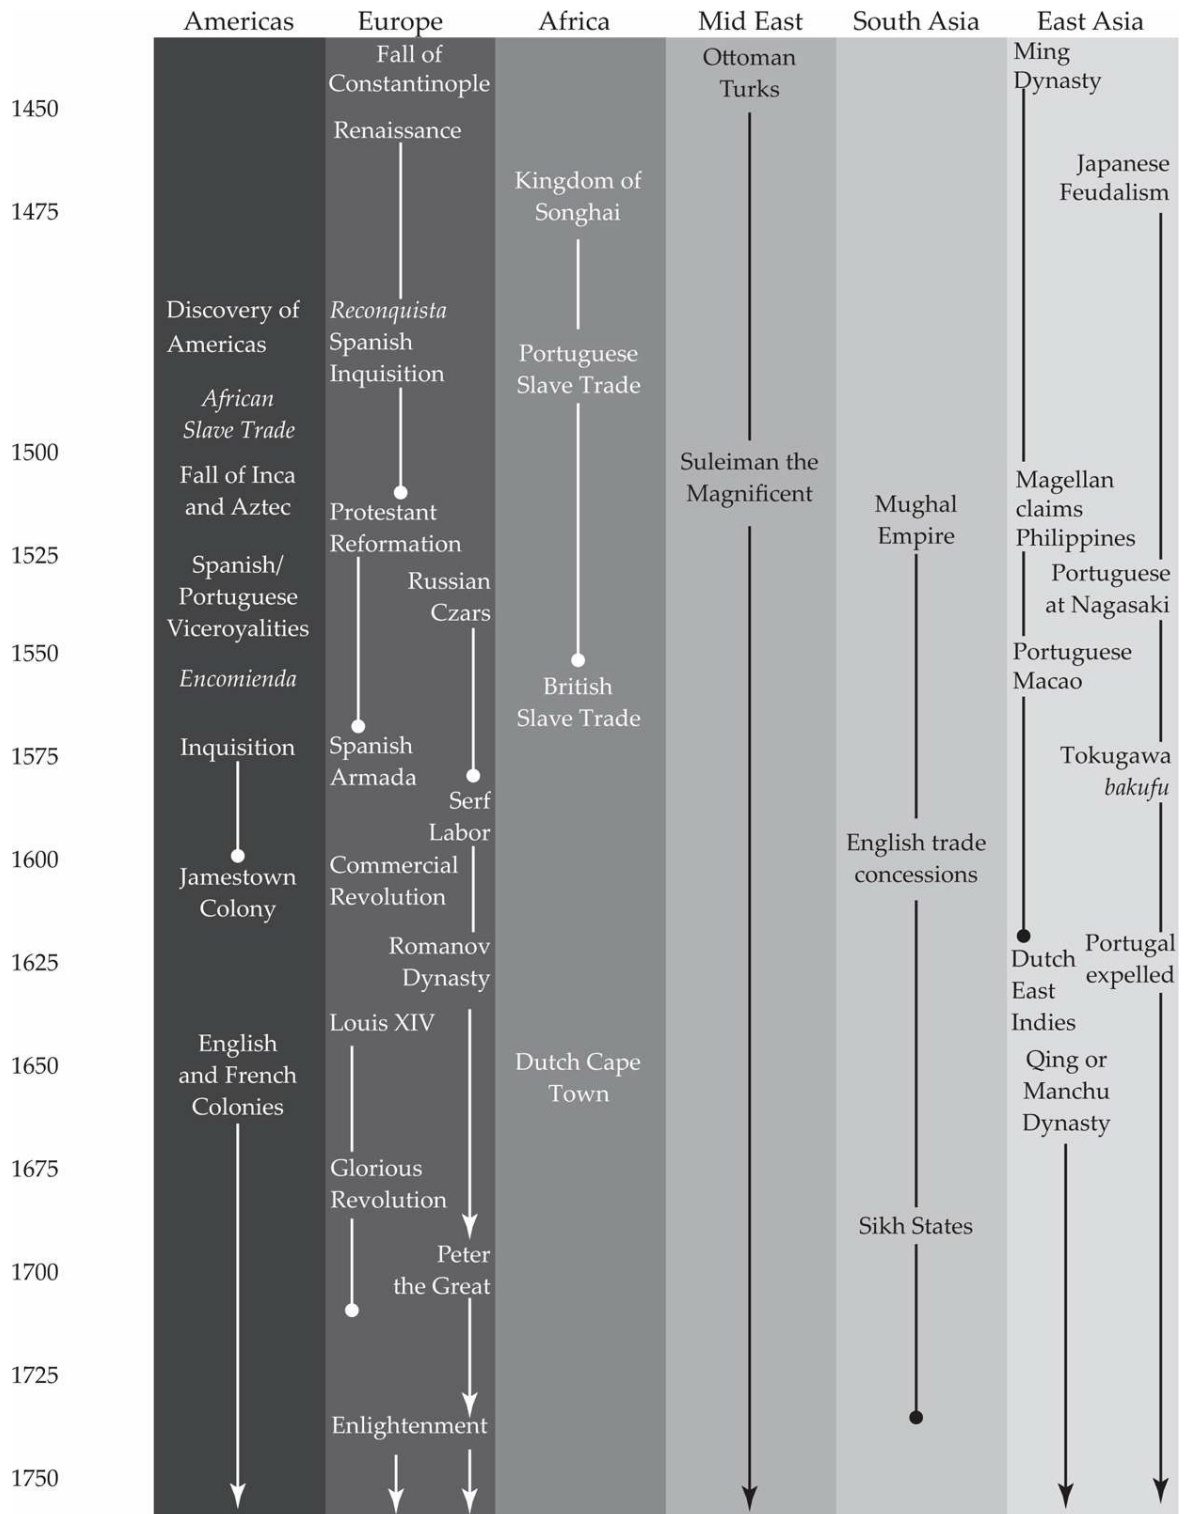 Americas
Europe
Africa
Mid East
South Asia
East Asia
1450
1475
1500
1525
1550
1575
1600
1625
1650
1675
1700
1725
1750
Discovery of
Americas
African
Slave Trade
Fall of Inca
and Aztec
Spanish/
Portuguese
Viceroyalities
Encomienda
Inquisition
Jamestown
Colony
English
and French
Colonies
Fall of
Constantinople
Renaissance
Reconquista
Spanish
Inquisition
Protestant
Reformation
Russian
Czars
Spanish
Armada
Serf
Labor
Commercial
Revolution
Romanov
Dynasty
Louis XIV
Glorious
Revolution
Peter
the Great
Enlightenment
Kingdom of
Songhai
Portuguese
Slave Trade
British
Slave Trade
Dutch Cape
Town
Ottoman
Turks
Suleiman the
Magnificent
Mughal
Empire
English trade
concessions
Sikh States
Ming
Dynasty
Japanese
Feudalism
Magellan
claims
Philippines
Portuguese
at Nagasaki
Portuguese
Macao
Tokugawa
bakufu
Portugal
expelled
Dutch
East
Indies
Qing or
Manchu
Dynasty